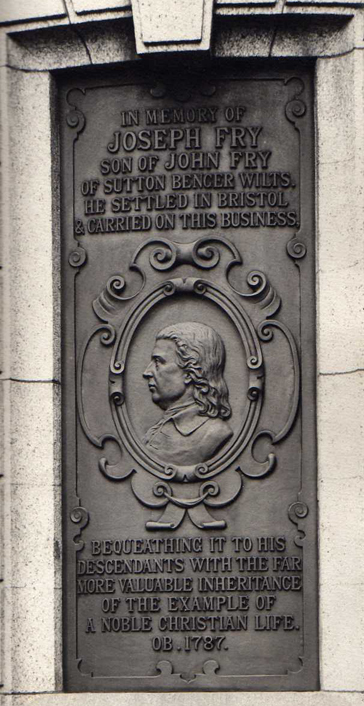 IN MEMORY OF
JOSEPH FRY
SON OF JOHN FRY
OF SUTTON BENGER WILTS.
HE SETTLED IN BRISTOL
& CARRIED ON THIS BUSINESS,
BEQUEATHING IT TO HIS
DESCENDANTS WITH THE FAR
MORE VALUABLE INHERITANCE
OF THE EXAMPLE OF
A NOBLE CHRISTIAN LIFE.
OB. 1787.